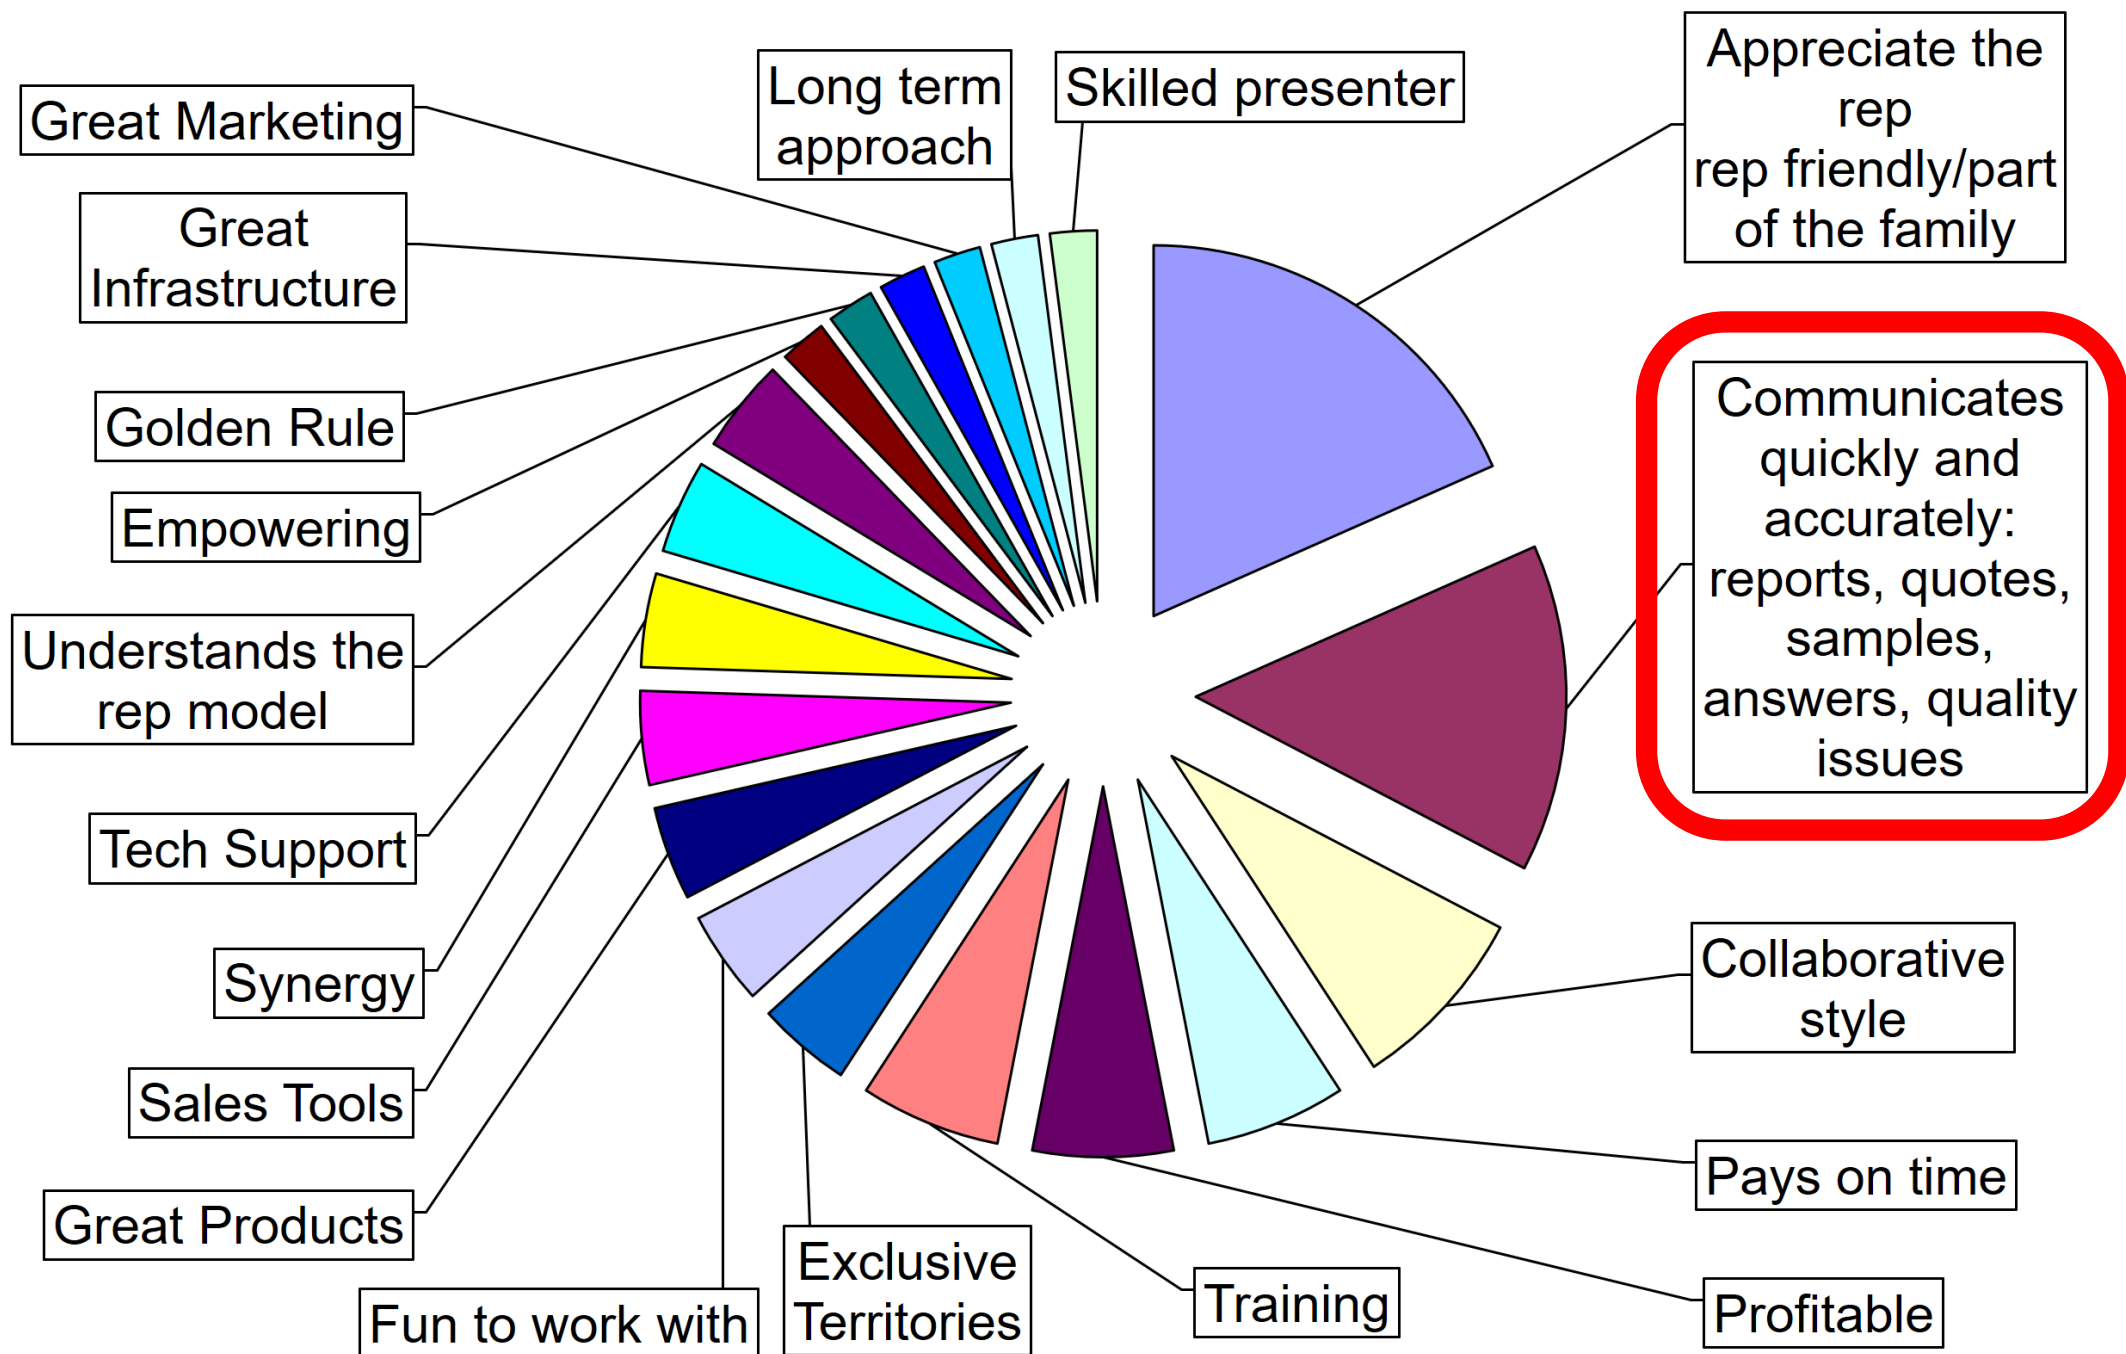 Long term
approach
Skilled presenter
Appreciate the
rep
rep friendly/part
of the family
Communicates
quickly and
accurately:
reports, quotes,
samples,
answers, quality
issues
Collaborative
style
Pays on time
Profitable
Training
Exclusive
Territories
Fun to work with
Great Products
Sales Tools
Synergy
Tech Support
Understands the
rep model
Empowering
Golden Rule
Great
Infrastructure
Great Marketing